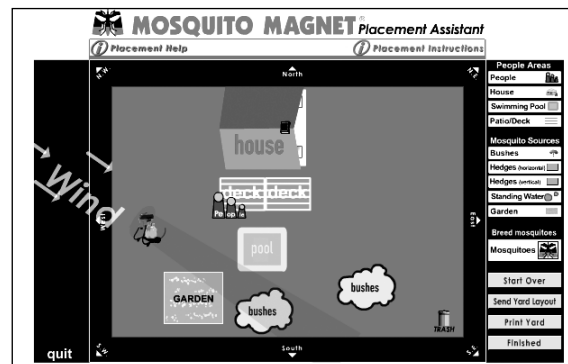 MOSQUITO MAGNET® Placement Assistant
i Placement Help
i Placement Instructions
N.W.
North
N.E.
People Areas
People
House
Swimming Pool
Patio/Deck
Mosquito Sources
Bushes
Hedges (horizontal)
Hedges (vertical)
Standing Water
Garden
Breed mosquitoes
Mosquitoes
Start Over
Send Yard Layout
Print Yard
Finished
Wind
house
deck deck
People
West
East
pool
GARDEN
bushes
bushes
TRASH
quit
S.W.
South
S.E.